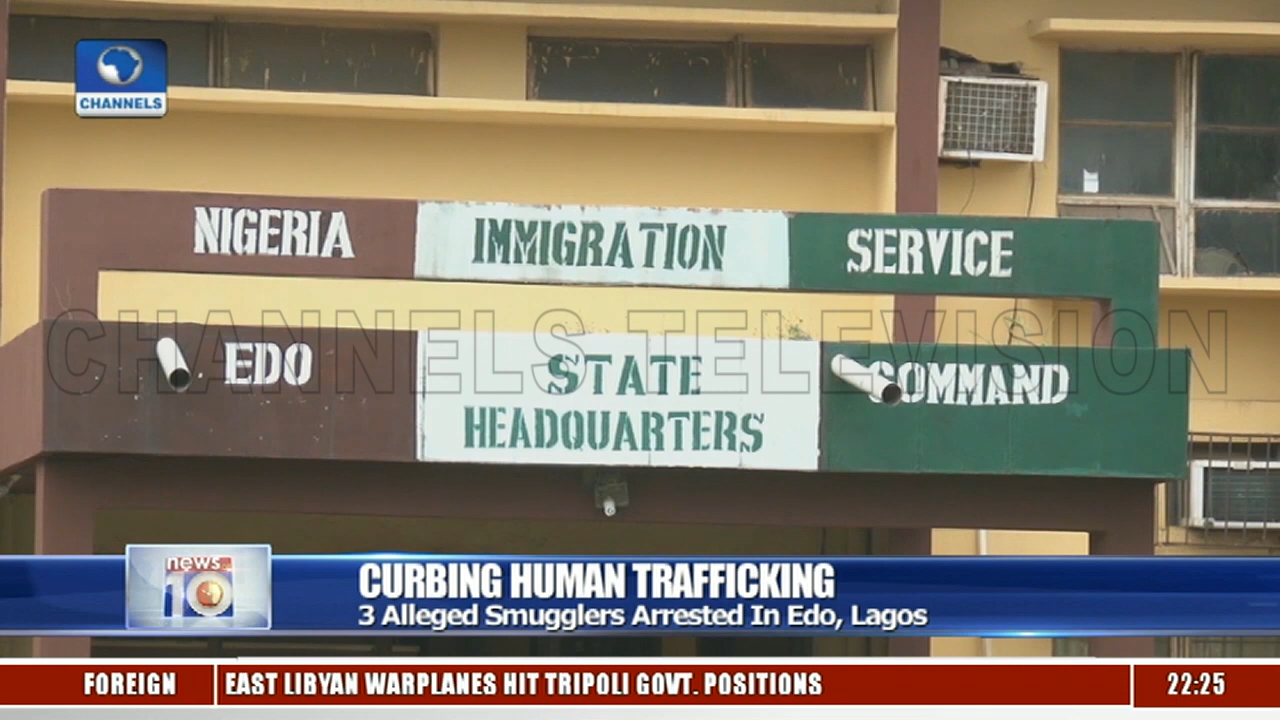 CHANNELS
NIGERIA IMMIGRATION SERVICE
EDO STATE HEADQUARTERS COMMAND
CHANNELS TELEVISION
news
10
CURBING HUMAN TRAFFICKING
3 Alleged Smugglers Arrested In Edo, Lagos
FOREIGN EAST LIBYAN WARPLANES HIT TRIPOLI GOVT. POSITIONS 22:25